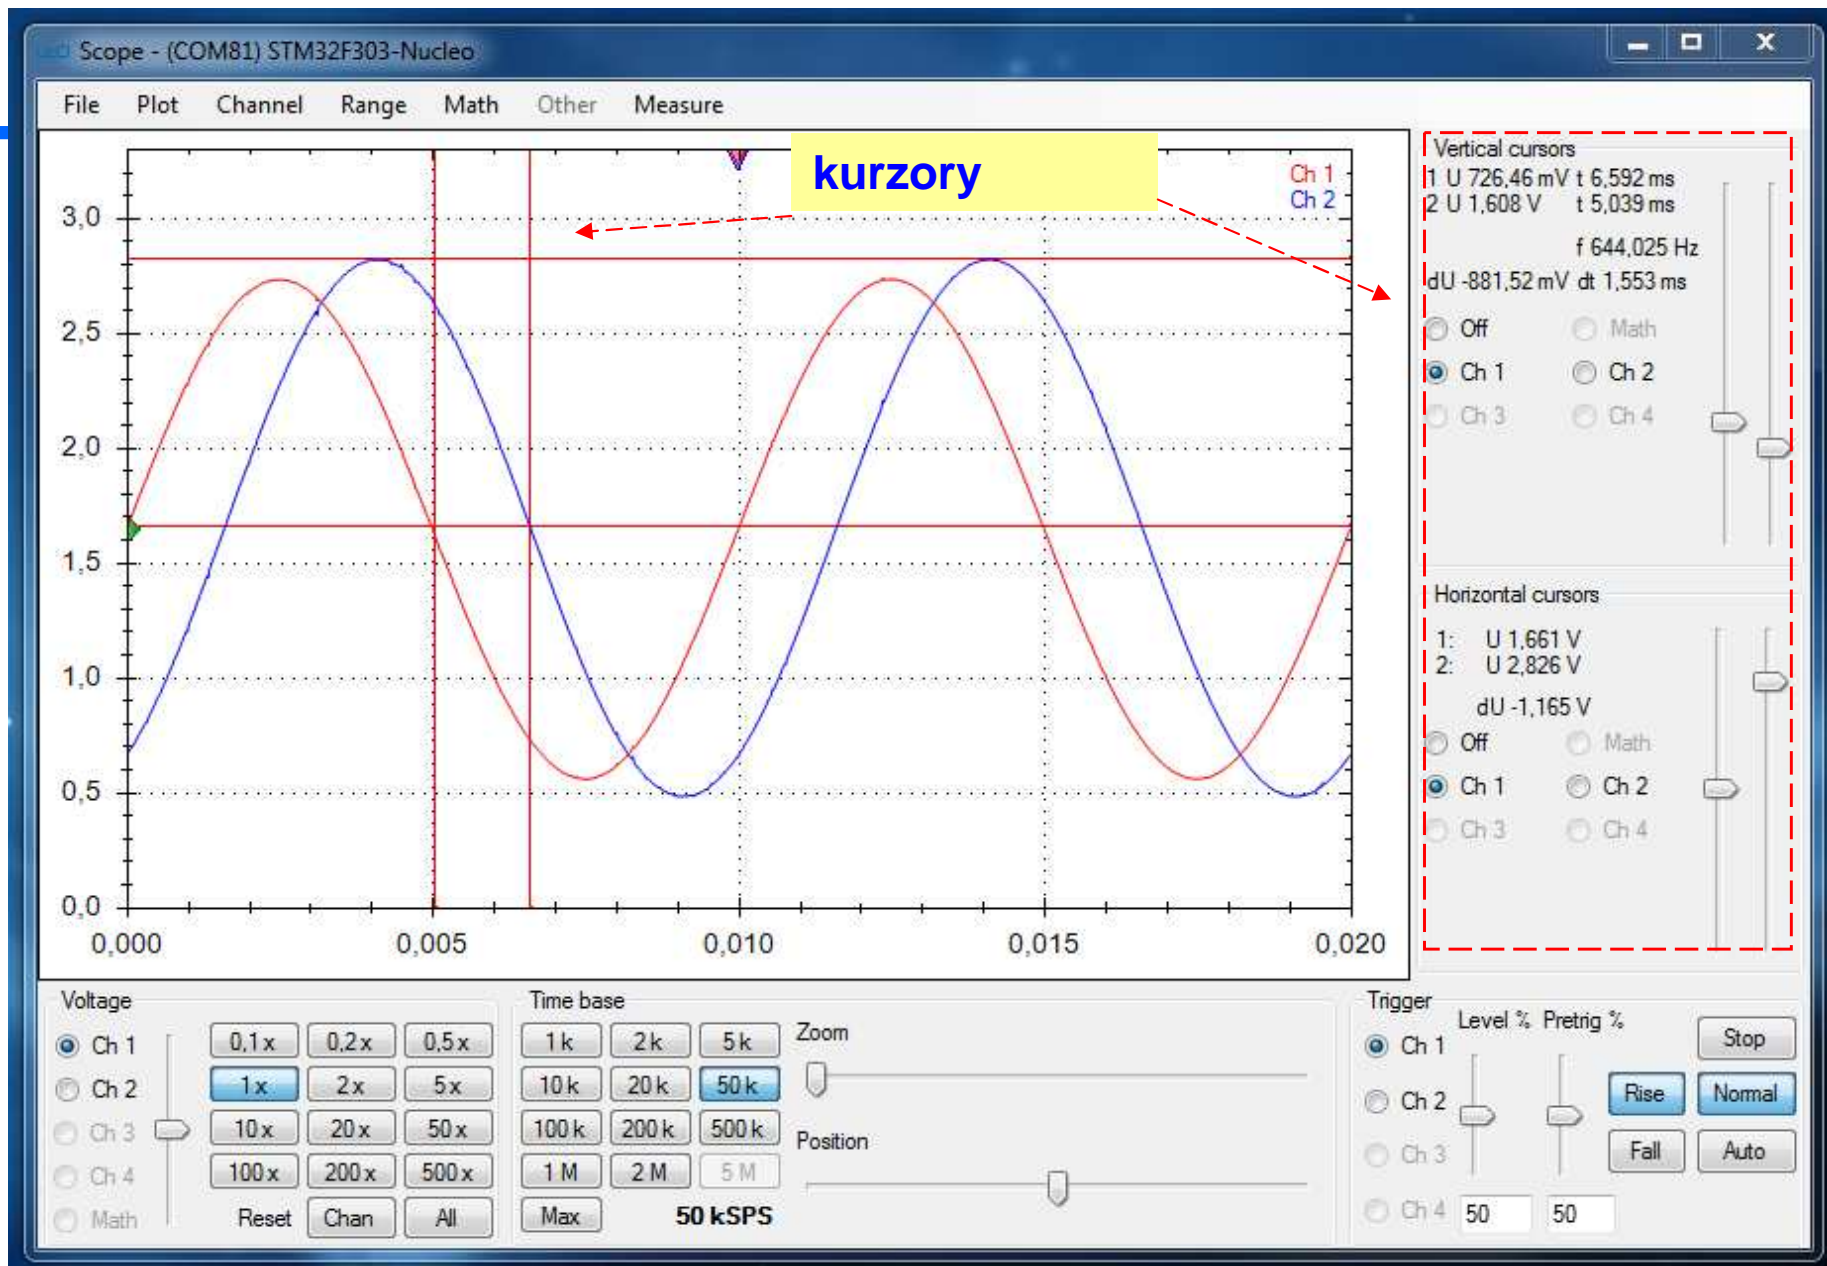 Scope - (COM81) STM32F303-Nucleo
File Plot Channel Range Math Other Measure
kurzory
Ch 1
Ch 2
3,0
2,5
2,0
1,5
1,0
0,5
0,0
0,000 0,005 0,010 0,015 0,020
Vertical cursors
1 U 726,46 mV t 6,592 ms
2 U 1,608 V t 5,039 ms
f 644,025 Hz
dU -881,52 mV dt 1,553 ms
Off Math
Ch 1 Ch 2
Ch 3 Ch 4
Horizontal cursors
1: U 1,661 V
2: U 2,826 V
dU -1,165 V
Off Math
Ch 1 Ch 2
Ch 3 Ch 4
Voltage
Ch 1 0,1 x 0,2 x 0,5 x
Ch 2 1 x 2 x 5 x
Ch 3 10 x 20 x 50 x
Ch 4 100 x 200 x 500 x
Math Reset Chan All
Time base
1 k 2 k 5 k
10 k 20 k 50 k
100 k 200 k 500 k
1 M 2 M 5 M
Max 50 kSPS
Zoom
Position
Trigger
Level % Pretrig %
Ch 1 Stop
Ch 2 Rise Normal
Ch 3 Fall Auto
Ch 4 50 50